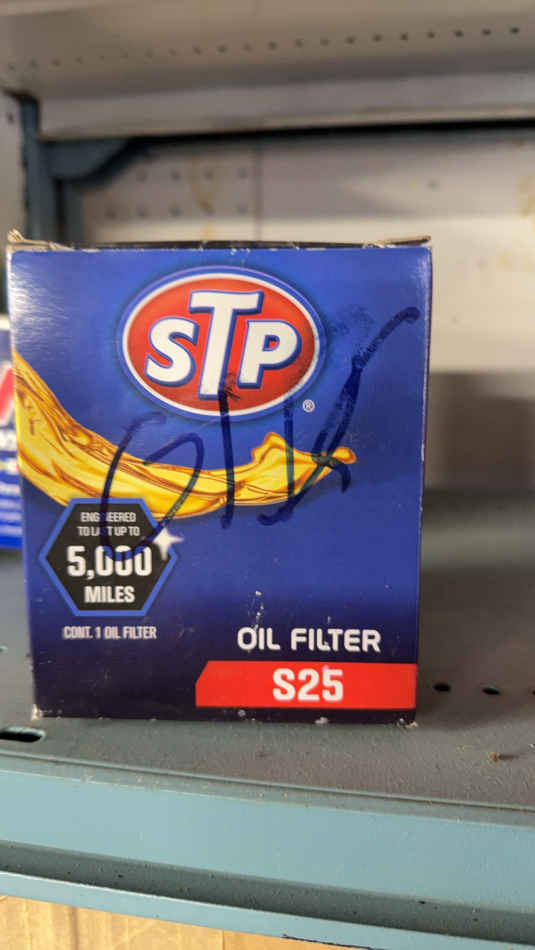 STP
®
ENGINEERED
TO LAST UP TO
5,000
MILES
CONT. 1 OIL FILTER
OIL FILTER
S25